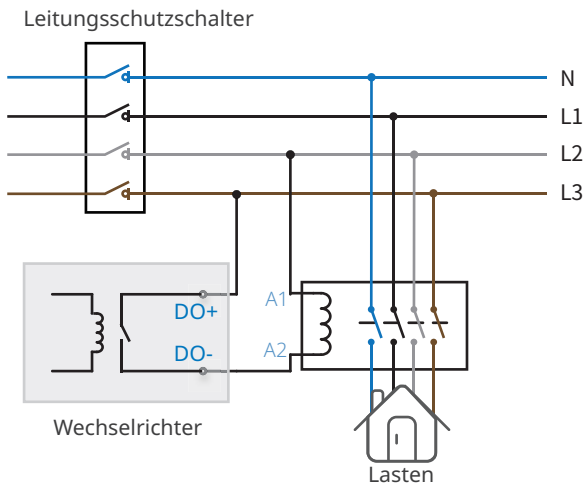 Leitungsschutzschalter
N
L1
L2
L3
DO+
A1
DO-
A2
Wechselrichter
Lasten